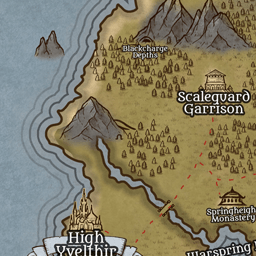 Blackcharge
Depths
Scaleguard
Garrison
Springheigh
Monastery
High
Yvelthir
Warspring